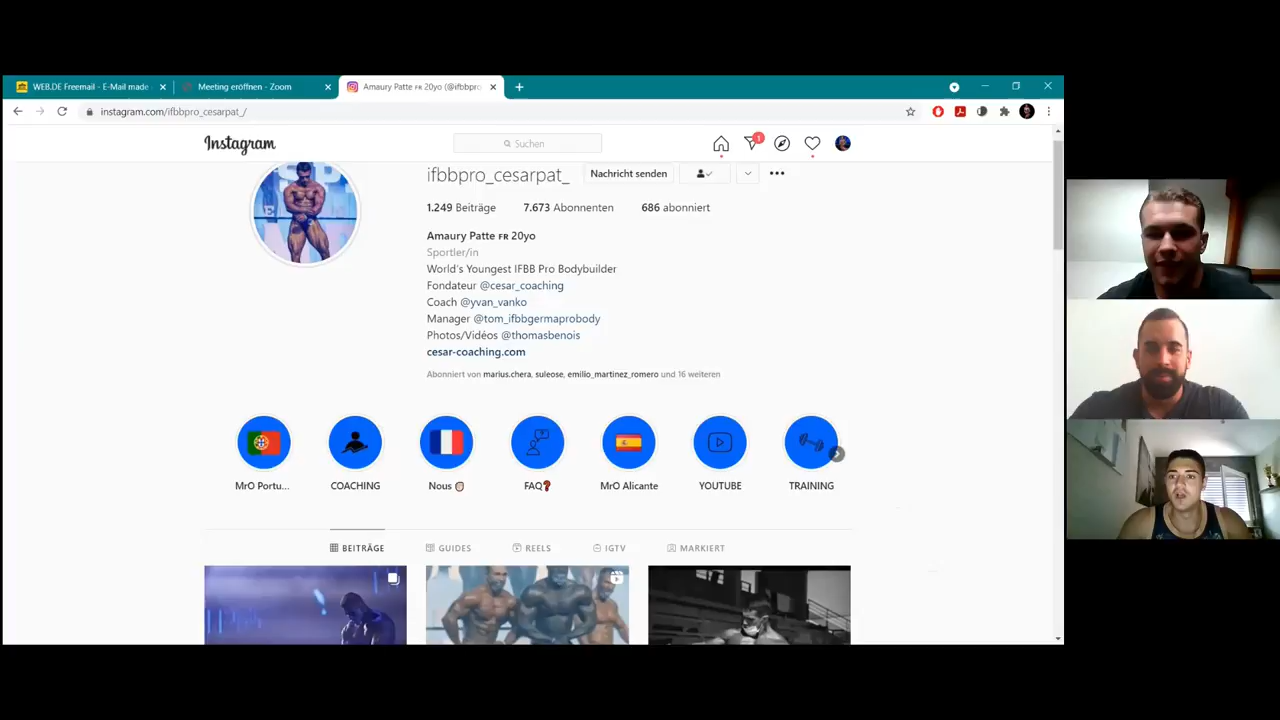 WEB.DE Freemail - E-Mail made
Meeting eröffnen - Zoom
Amaury Patte FR 20yo (@ifbbpro
instagram.com/ifbbpro_cesarpat_/
Instagram
Suchen
1
ifbbpro_cesarpat_
Nachricht senden
1.249 Beiträge 7.673 Abonnenten 686 abonniert
Amaury Patte FR 20yo
Sportler/in
World's Youngest IFBB Pro Bodybuilder
Fondateur @cesar_coaching
Coach @yvan_vanko
Manager @tom_ifbbgermaprobody
Photos/Vidéos @thomasbenois
cesar-coaching.com
Abonniert von marius.chera, suleose, emilio_martinez_romero und 16 weiteren
MrO Portu... COACHING Nous FAQ❓ MrO Alicante YOUTUBE TRAINING
BEITRÄGE GUIDES REELS IGTV MARKIERT